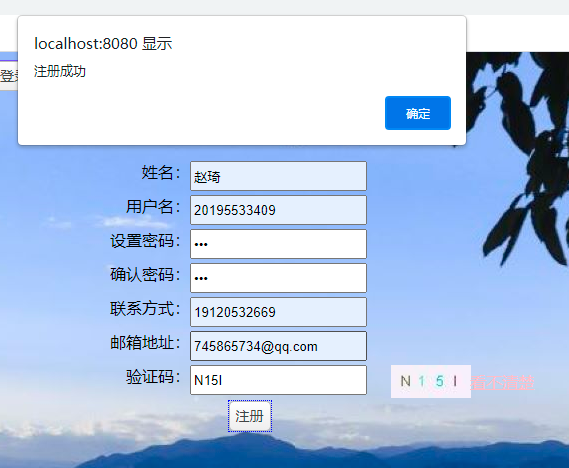 localhost:8080 显示
注册成功
确定
登录
姓名： 赵琦
用户名： 20195533409
设置密码： •••
确认密码： •••
联系方式： 19120532669
邮箱地址： 745865734@qq.com
验证码： N15I N 1 5 I 看不清
注册